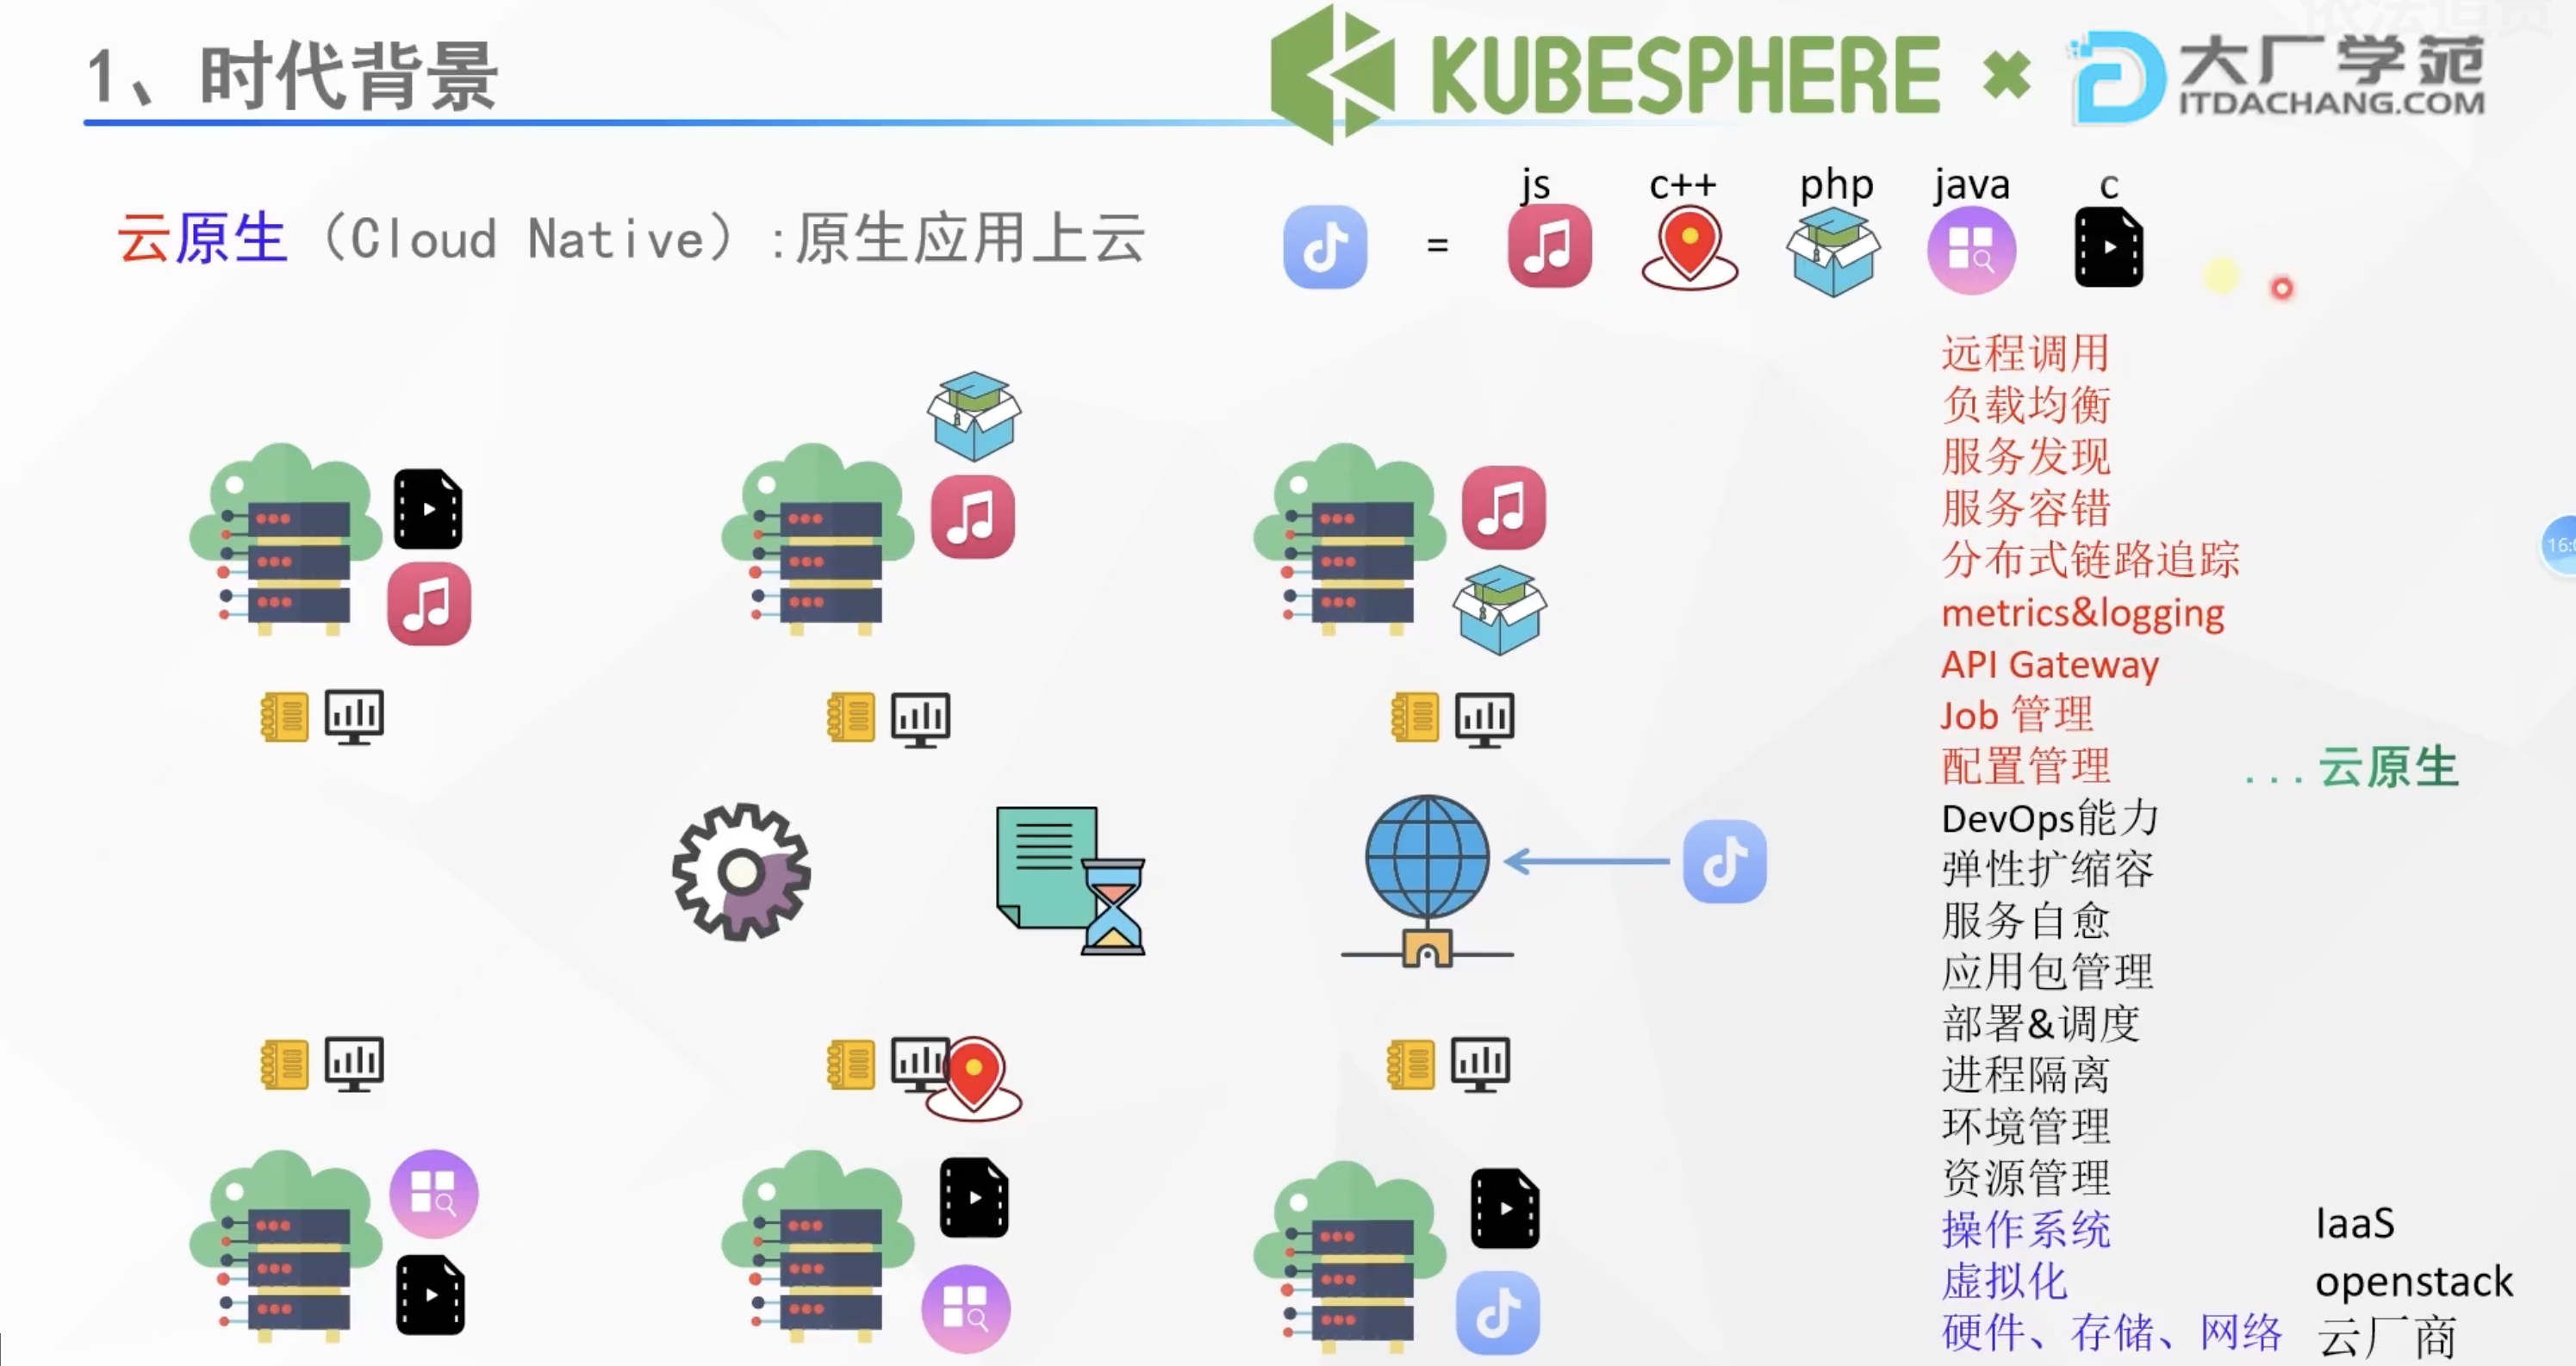 1、时代背景
KUBESPHERE
大厂学苑
ITDACHANG.COM
云原生（Cloud Native）:原生应用上云
=
js
c++
php
java
c
远程调用
负载均衡
服务发现
服务容错
分布式链路追踪
metrics&logging
API Gateway
Job 管理
配置管理
...云原生
DevOps能力
弹性扩缩容
服务自愈
应用包管理
部署&调度
进程隔离
环境管理
资源管理
操作系统
虚拟化
硬件、存储、网络
IaaS
openstack
云厂商